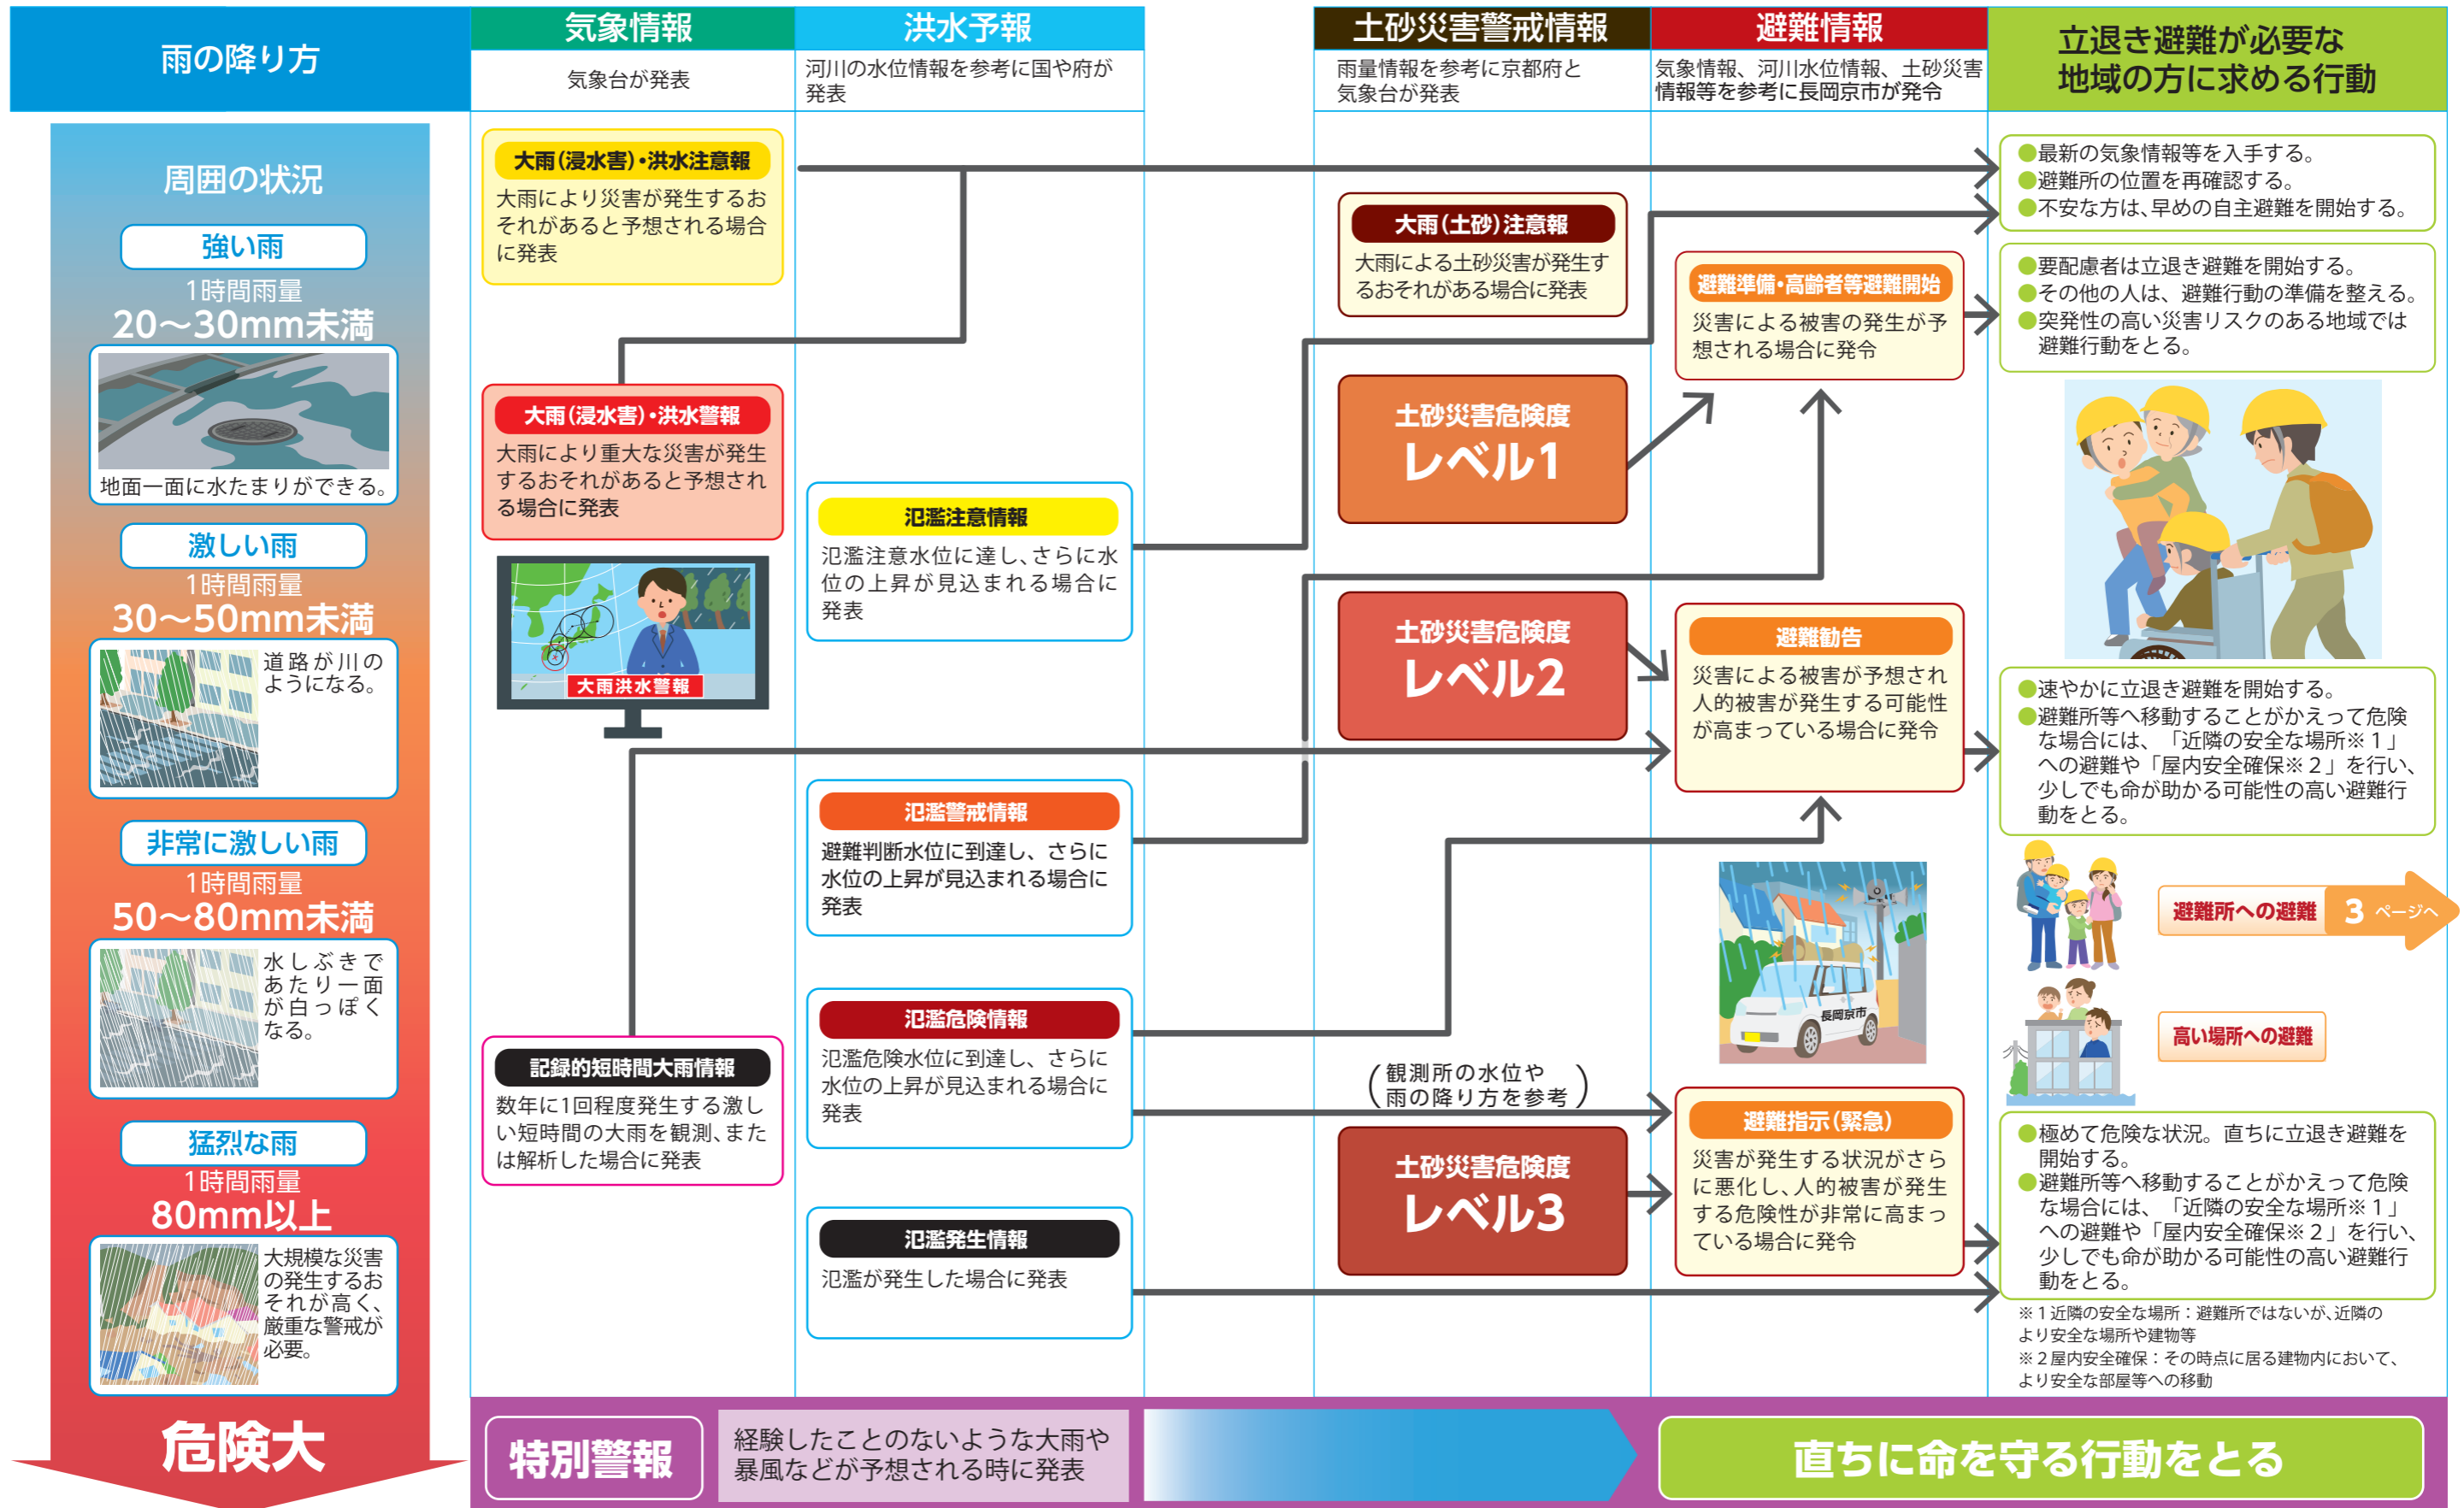 雨の降り方
気象情報
気象台が発表
洪水予報
河川の水位情報を参考に国や府が
発表
土砂災害警戒情報
雨量情報を参考に京都府と
気象台が発表
避難情報
気象情報、河川水位情報、土砂災害
情報等を参考に長岡京市が発令
立退き避難が必要な
地域の方に求める行動
周囲の状況
強い雨
1時間雨量
20～30mm未満
地面一面に水たまりができる。
激しい雨
1時間雨量
30～50mm未満
道路が川の
ようになる。
非常に激しい雨
1時間雨量
50～80mm未満
水しぶきで
あたり一面
が白っぽく
なる。
猛烈な雨
1時間雨量
80mm以上
大規模な災害
の発生するお
それが高く、
厳重な警戒が
必要。
危険大
大雨(浸水害)・洪水注意報
大雨により災害が発生するお
それがあると予想される場合
に発表
大雨(浸水害)・洪水警報
大雨により重大な災害が発生
するおそれがあると予想され
る場合に発表
大雨洪水警報
記録的短時間大雨情報
数年に1回程度発生する激し
い短時間の大雨を観測、また
は解析した場合に発表
氾濫注意情報
氾濫注意水位に達し、さらに水
位の上昇が見込まれる場合に
発表
氾濫警戒情報
避難判断水位に到達し、さらに
水位の上昇が見込まれる場合に
発表
氾濫危険情報
氾濫危険水位に到達し、さらに
水位の上昇が見込まれる場合に
発表
氾濫発生情報
氾濫が発生した場合に発表
大雨(土砂)注意報
大雨による土砂災害が発生す
るおそれがある場合に発表
土砂災害危険度
レベル1
土砂災害危険度
レベル2
(観測所の水位や
雨の降り方を参考)
土砂災害危険度
レベル3
避難準備・高齢者等避難開始
災害による被害の発生が予
想される場合に発令
避難勧告
災害による被害が予想され
人的被害が発生する可能性
が高まっている場合に発令
長岡京市
避難指示(緊急)
災害が発生する状況がさら
に悪化し、人的被害が発生
する危険性が非常に高まっ
ている場合に発令
●最新の気象情報等を入手する。
●避難所の位置を再確認する。
●不安な方は、早めの自主避難を開始する。
●要配慮者は立退き避難を開始する。
●その他の人は、避難行動の準備を整える。
●突発性の高い災害リスクのある地域では
避難行動をとる。
●速やかに立退き避難を開始する。
●避難所等へ移動することがかえって危険
な場合には、「近隣の安全な場所※1」
への避難や「屋内安全確保※2」を行い、
少しでも命が助かる可能性の高い避難行
動をとる。
避難所への避難 3 ページへ
高い場所への避難
●極めて危険な状況。直ちに立退き避難を
開始する。
●避難所等へ移動することがかえって危険
な場合には、「近隣の安全な場所※1」
への避難や「屋内安全確保※2」を行い、
少しでも命が助かる可能性の高い避難行
動をとる。
※1近隣の安全な場所：避難所ではないが、近隣の
より安全な場所や建物等
※2屋内安全確保：その時点に居る建物内において、
より安全な部屋等への移動
特別警報
経験したことのないような大雨や
暴風などが予想される時に発表
直ちに命を守る行動をとる